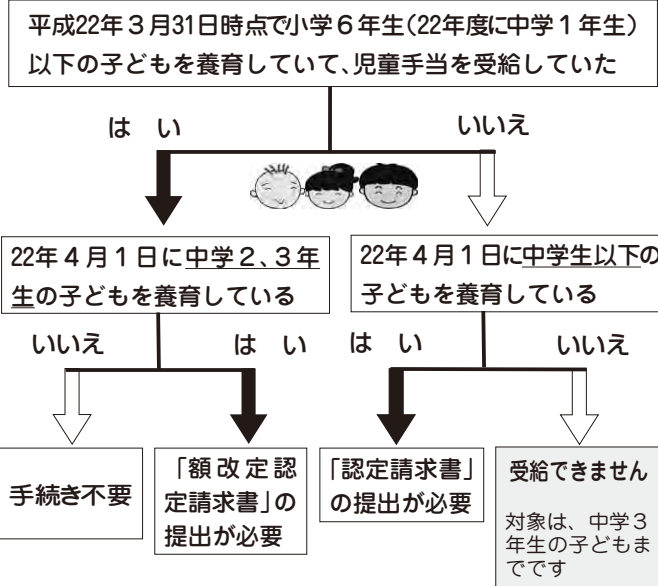 平成22年3月31日時点で小学6年生(22年度に中学1年生)
以下の子どもを養育していて、児童手当を受給していた
はい
いいえ
22年4月1日に中学2、3年
生の子どもを養育している
22年4月1日に中学生以下の
子どもを養育している
いいえ
はい
はい
いいえ
手続き不要
「額改定認
定請求書」の
提出が必要
「認定請求書」
の提出が必要
受給できません
対象は、中学3
年生の子どもま
でです